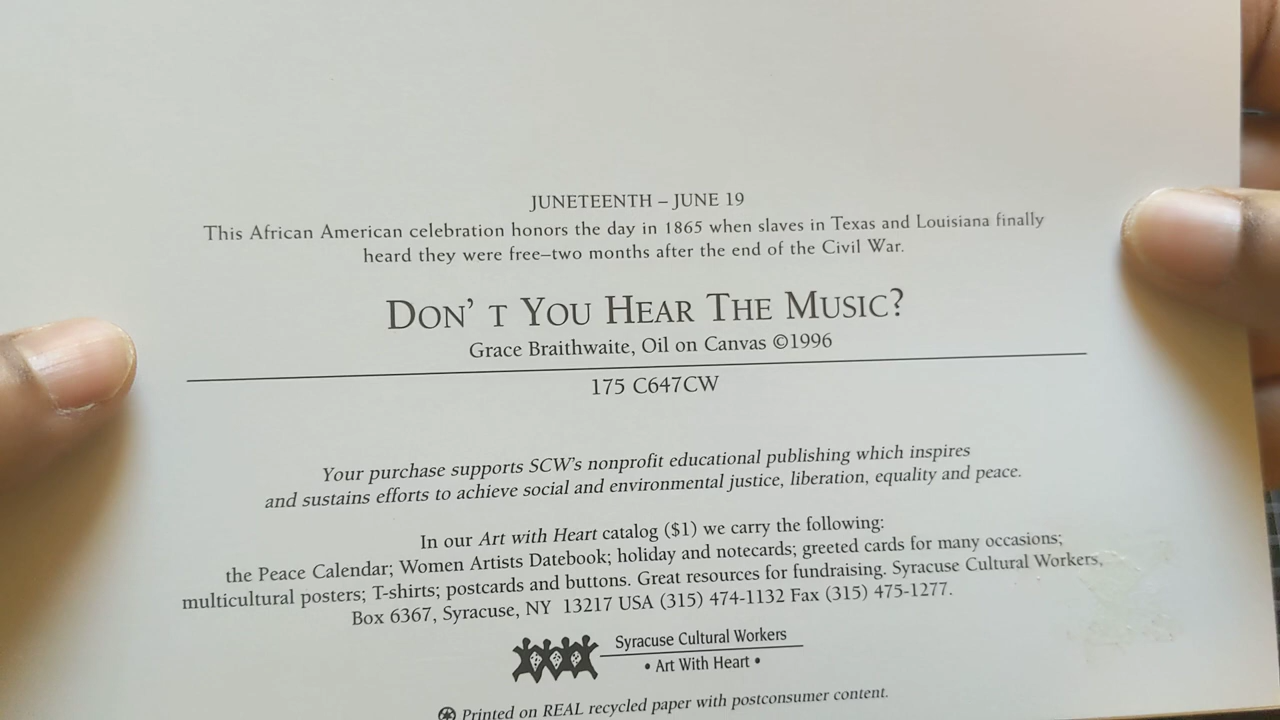 JUNETEENTH – JUNE 19
This African American celebration honors the day in 1865 when slaves in Texas and Louisiana finally
heard they were free–two months after the end of the Civil War.
DON' T YOU HEAR THE MUSIC?
Grace Braithwaite, Oil on Canvas ©1996
175 C647CW
Your purchase supports SCW's nonprofit educational publishing which inspires
and sustains efforts to achieve social and environmental justice, liberation, equality and peace.
In our Art with Heart catalog ($1) we carry the following:
the Peace Calendar; Women Artists Datebook; holiday and notecards; greeted cards for many occasions;
multicultural posters; T-shirts; postcards and buttons. Great resources for fundraising. Syracuse Cultural Workers,
Box 6367, Syracuse, NY 13217 USA (315) 474-1132 Fax (315) 475-1277.
Syracuse Cultural Workers
• Art With Heart •
Printed on REAL recycled paper with postconsumer content.